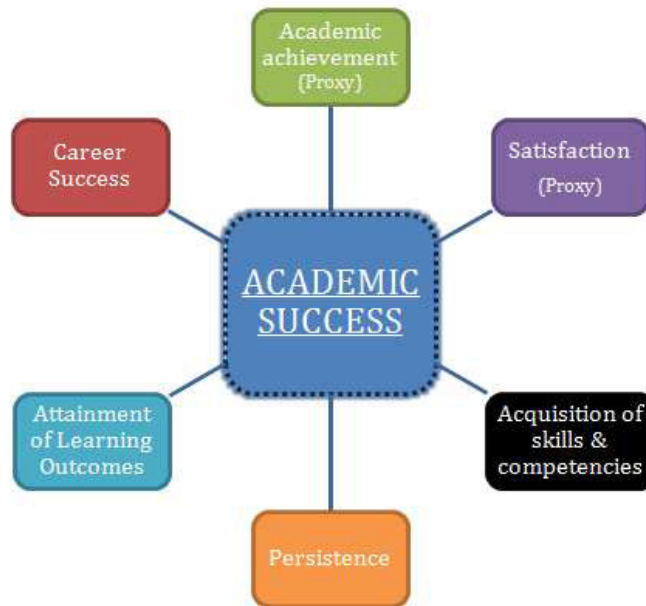 Academic
achievement
(Proxy)
Career
Success
Satisfaction
(Proxy)
ACADEMIC
SUCCESS
Attainment
of Learning
Outcomes
Acquisition of
skills &
competencies
Persistence